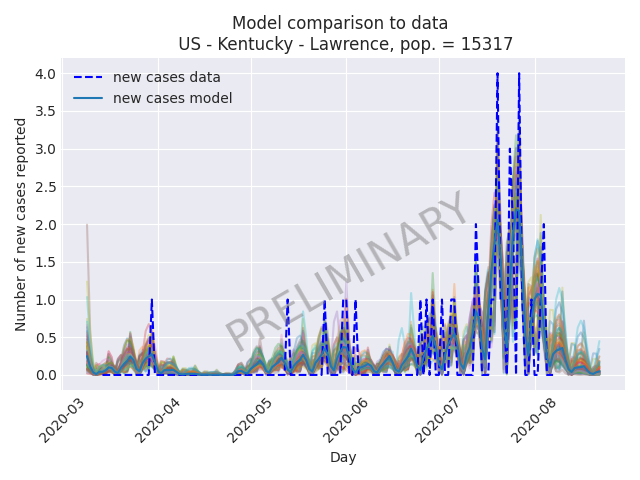 Model comparison to data
US - Kentucky - Lawrence, pop. = 15317
new cases data
new cases model
PRELIMINARY
Number of new cases reported
4.0
3.5
3.0
2.5
2.0
1.5
1.0
0.5
0.0
2020-03
2020-04
2020-05
2020-06
2020-07
2020-08
Day